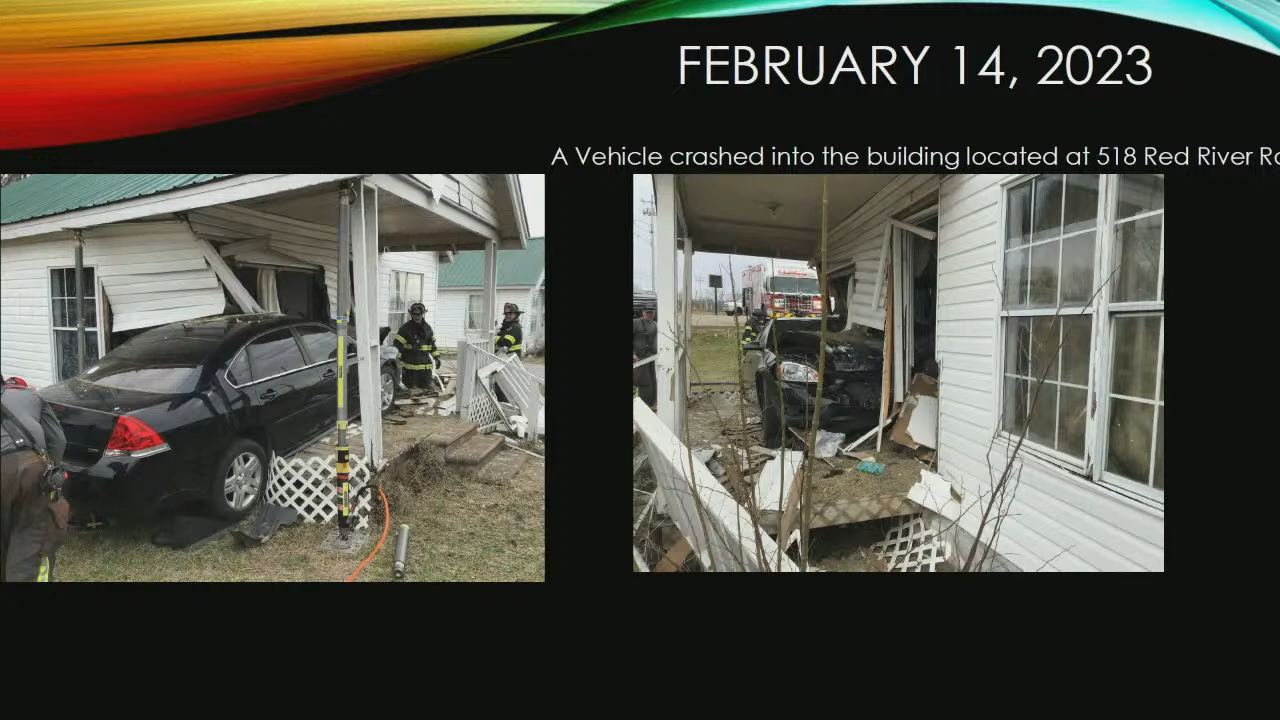 FEBRUARY 14, 2023
A Vehicle crashed into the building located at 518 Red River